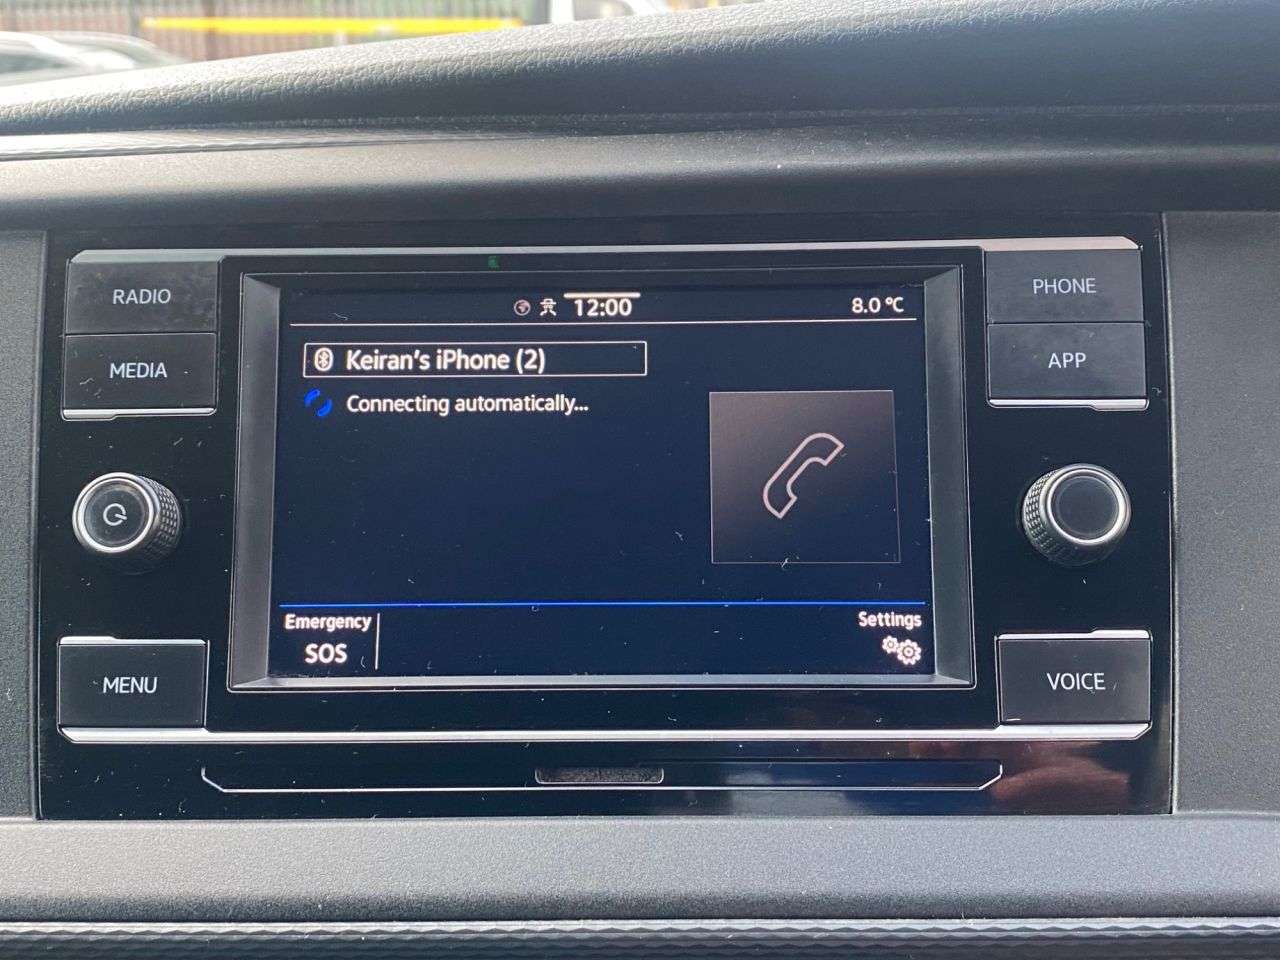 RADIO
MEDIA
MENU
12:00
8.0 °C
Keiran's iPhone (2)
Connecting automatically...
Emergency
SOS
Settings
PHONE
APP
VOICE